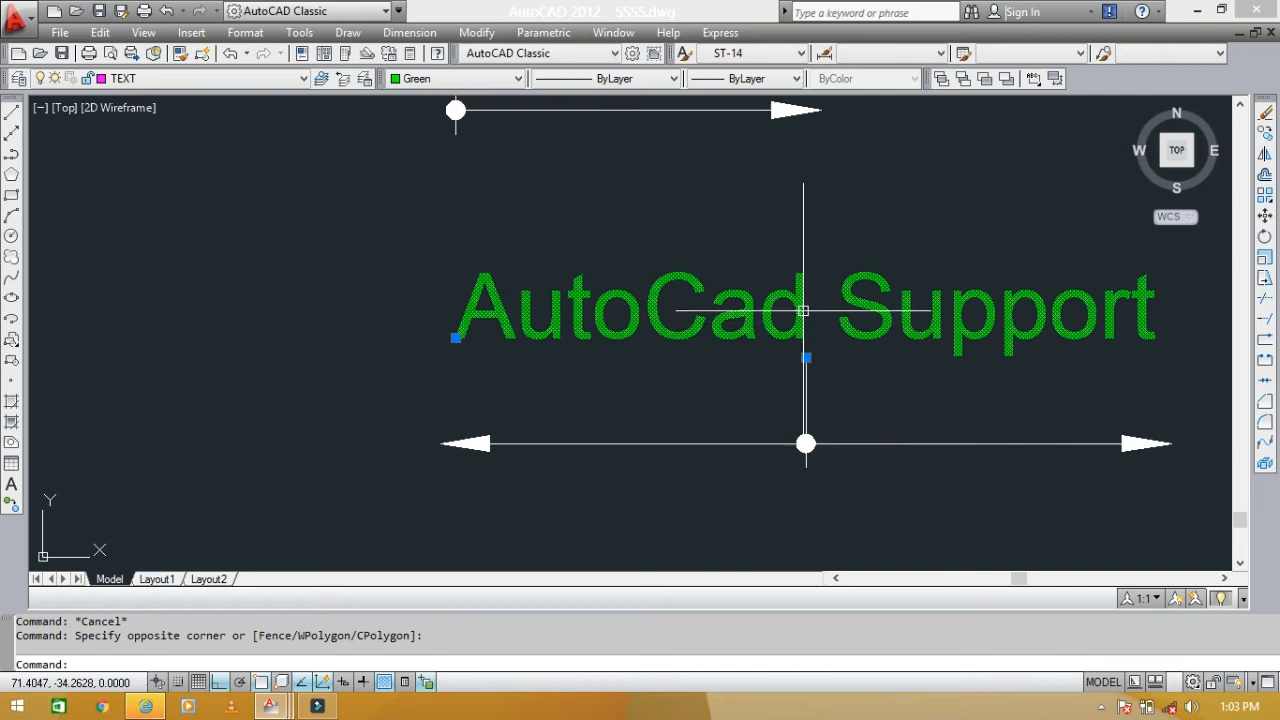 AutoCAD Classic
AutoCAD 2012 SSSS.dwg
Type a keyword or phrase
Sign In
File Edit View Insert Format Tools Draw Dimension Modify Parametric Window Help Express
AutoCAD Classic
ST-14
TEXT
Green
ByLayer
ByLayer
ByColor
[−] [Top] [2D Wireframe]
N
W TOP E
S
WCS
AutoCad Support
Y
X
Model Layout1 Layout2
1:1
Command: *Cancel*
Command: Specify opposite corner or [Fence/WPolygon/CPolygon]:
Command:
71.4047, -34.2628, 0.0000
MODEL
1:03 PM